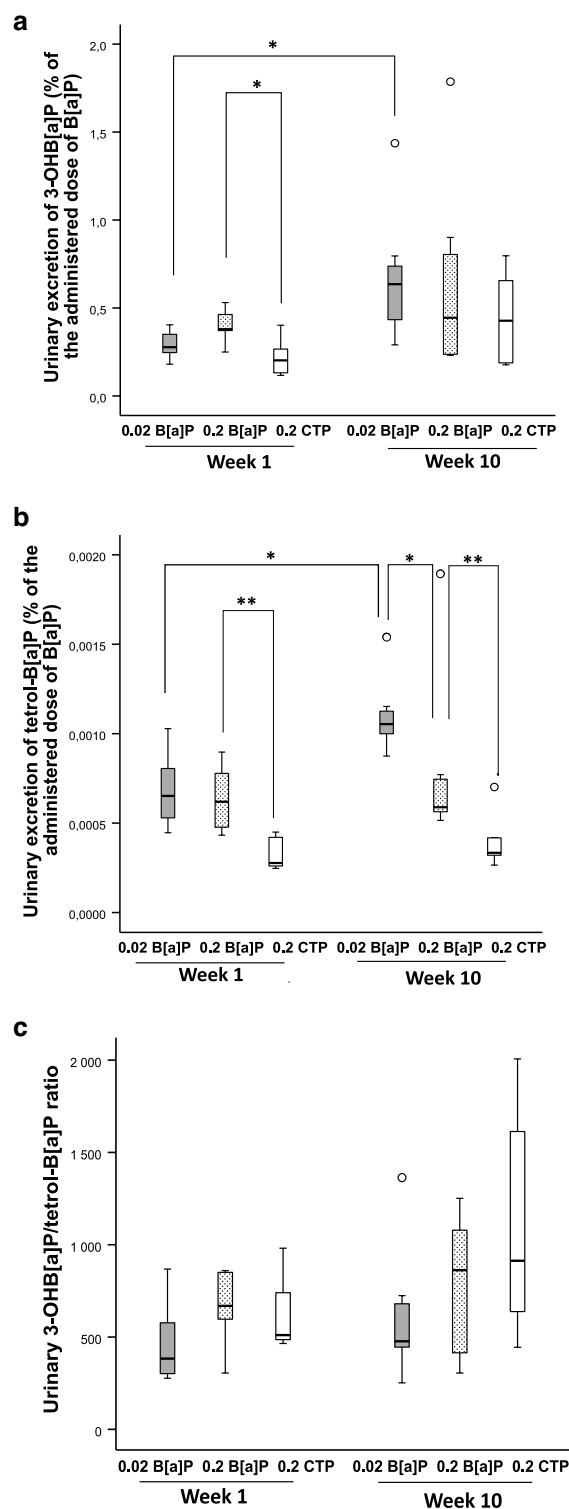 a
Urinary excretion of 3-OHB[a]P (% of
the administered dose of B[a]P)
2,0
1,5
1,0
0,5
0,0
*
*
0.02 B[a]P 0.2 B[a]P 0.2 CTP 0.02 B[a]P 0.2 B[a]P 0.2 CTP
Week 1 Week 10
b
Urinary excretion of tetrol-B[a]P (% of the
administered dose of B[a]P)
0,0020
0,0015
0,0010
0,0005
0,0000
* * **
**
0.02 B[a]P 0.2 B[a]P 0.2 CTP 0.02 B[a]P 0.2 B[a]P 0.2 CTP
Week 1 Week 10
c
Urinary 3-OHB[a]P/tetrol-B[a]P ratio
2 000
1 500
1 000
500
0
0.02 B[a]P 0.2 B[a]P 0.2 CTP 0.02 B[a]P 0.2 B[a]P 0.2 CTP
Week 1 Week 10